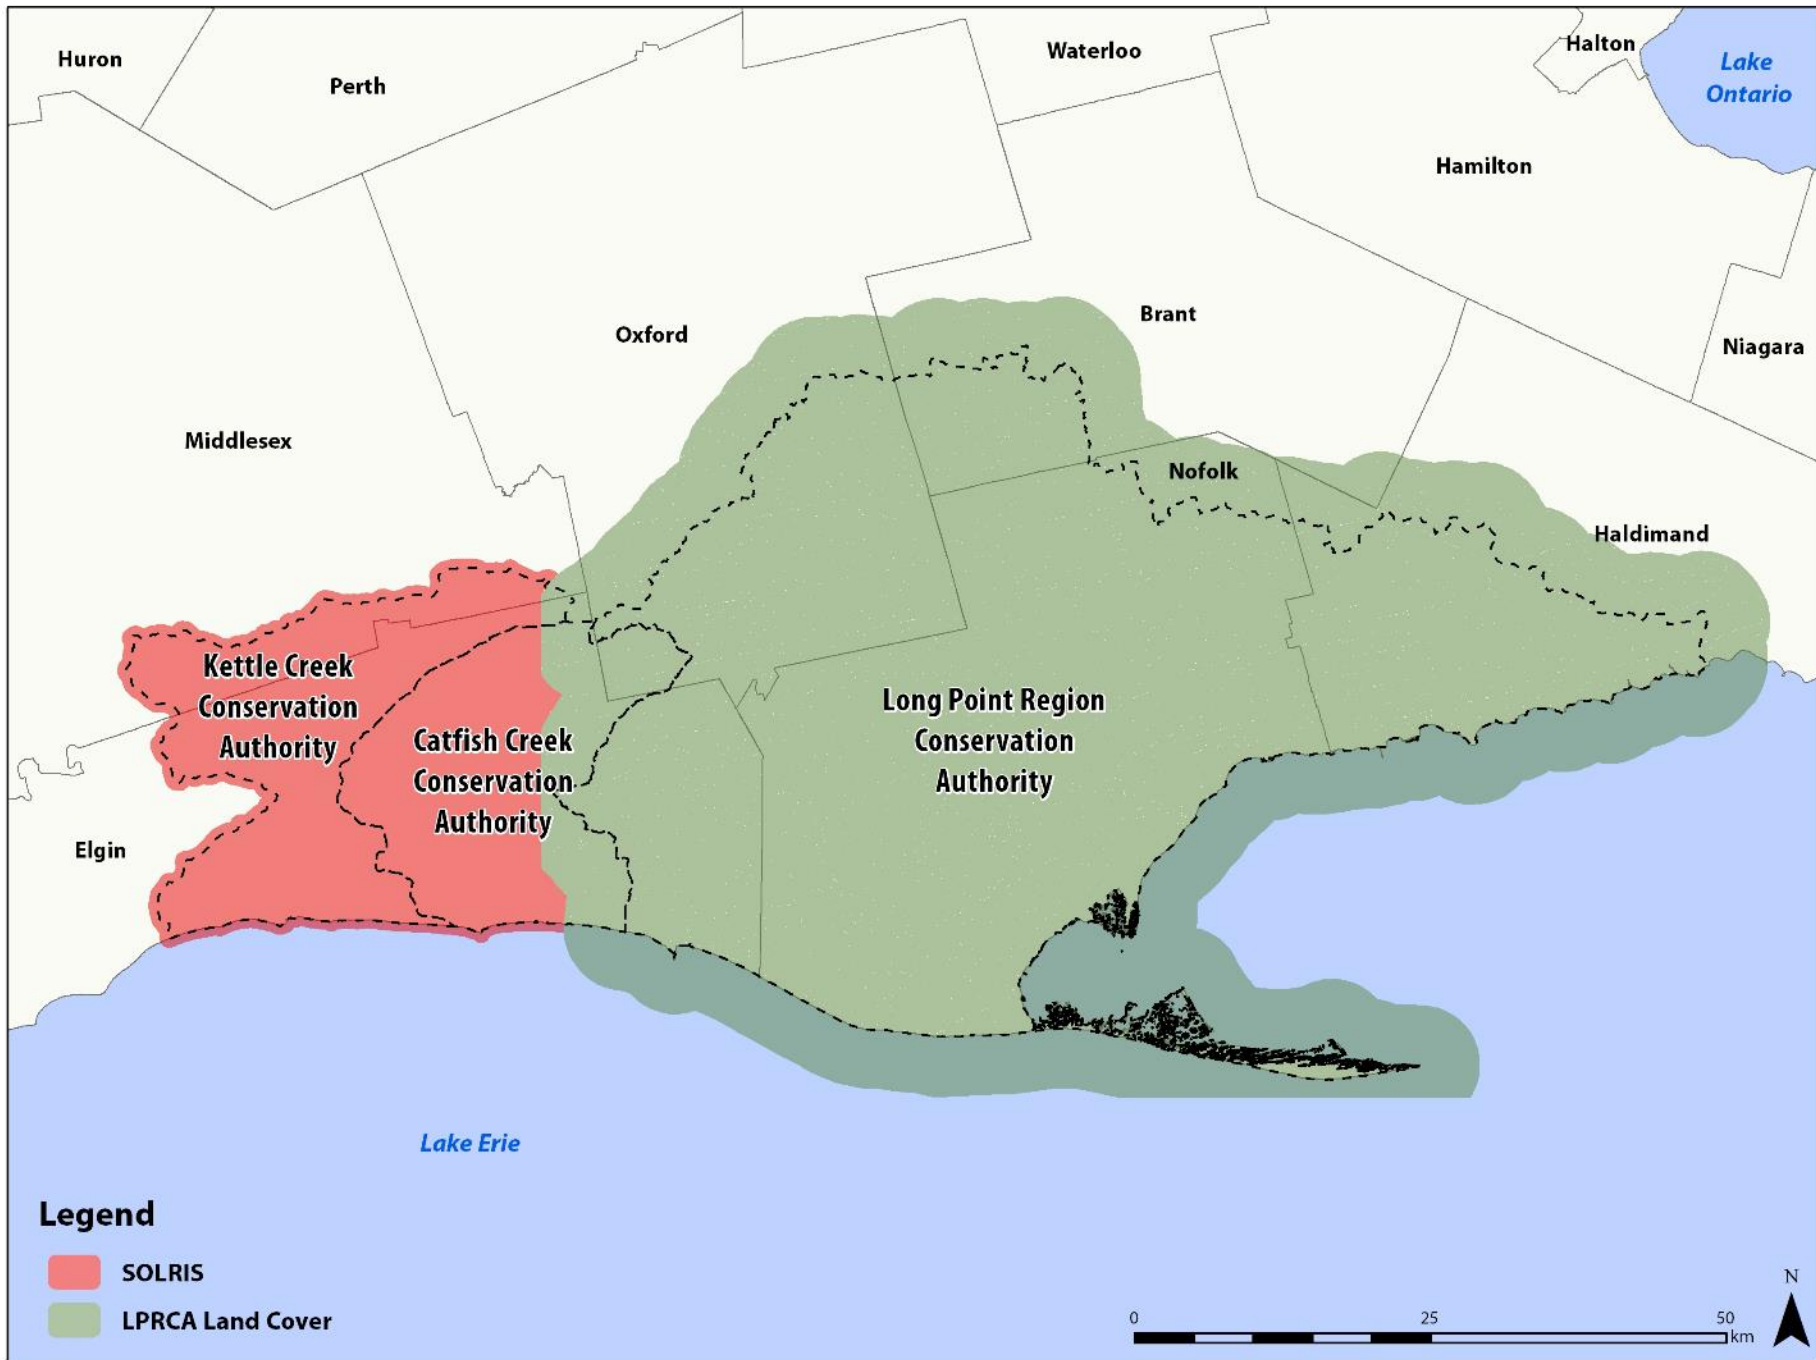 Huron
Perth
Waterloo
Halton
Lake
Ontario
Hamilton
Oxford
Brant
Niagara
Middlesex
Nofolk
Haldimand
Kettle Creek
Conservation
Authority
Catfish Creek
Conservation
Authority
Long Point Region
Conservation
Authority
Elgin
Lake Erie
Legend
SOLRIS
LPRCA Land Cover
N
0 25 50
km